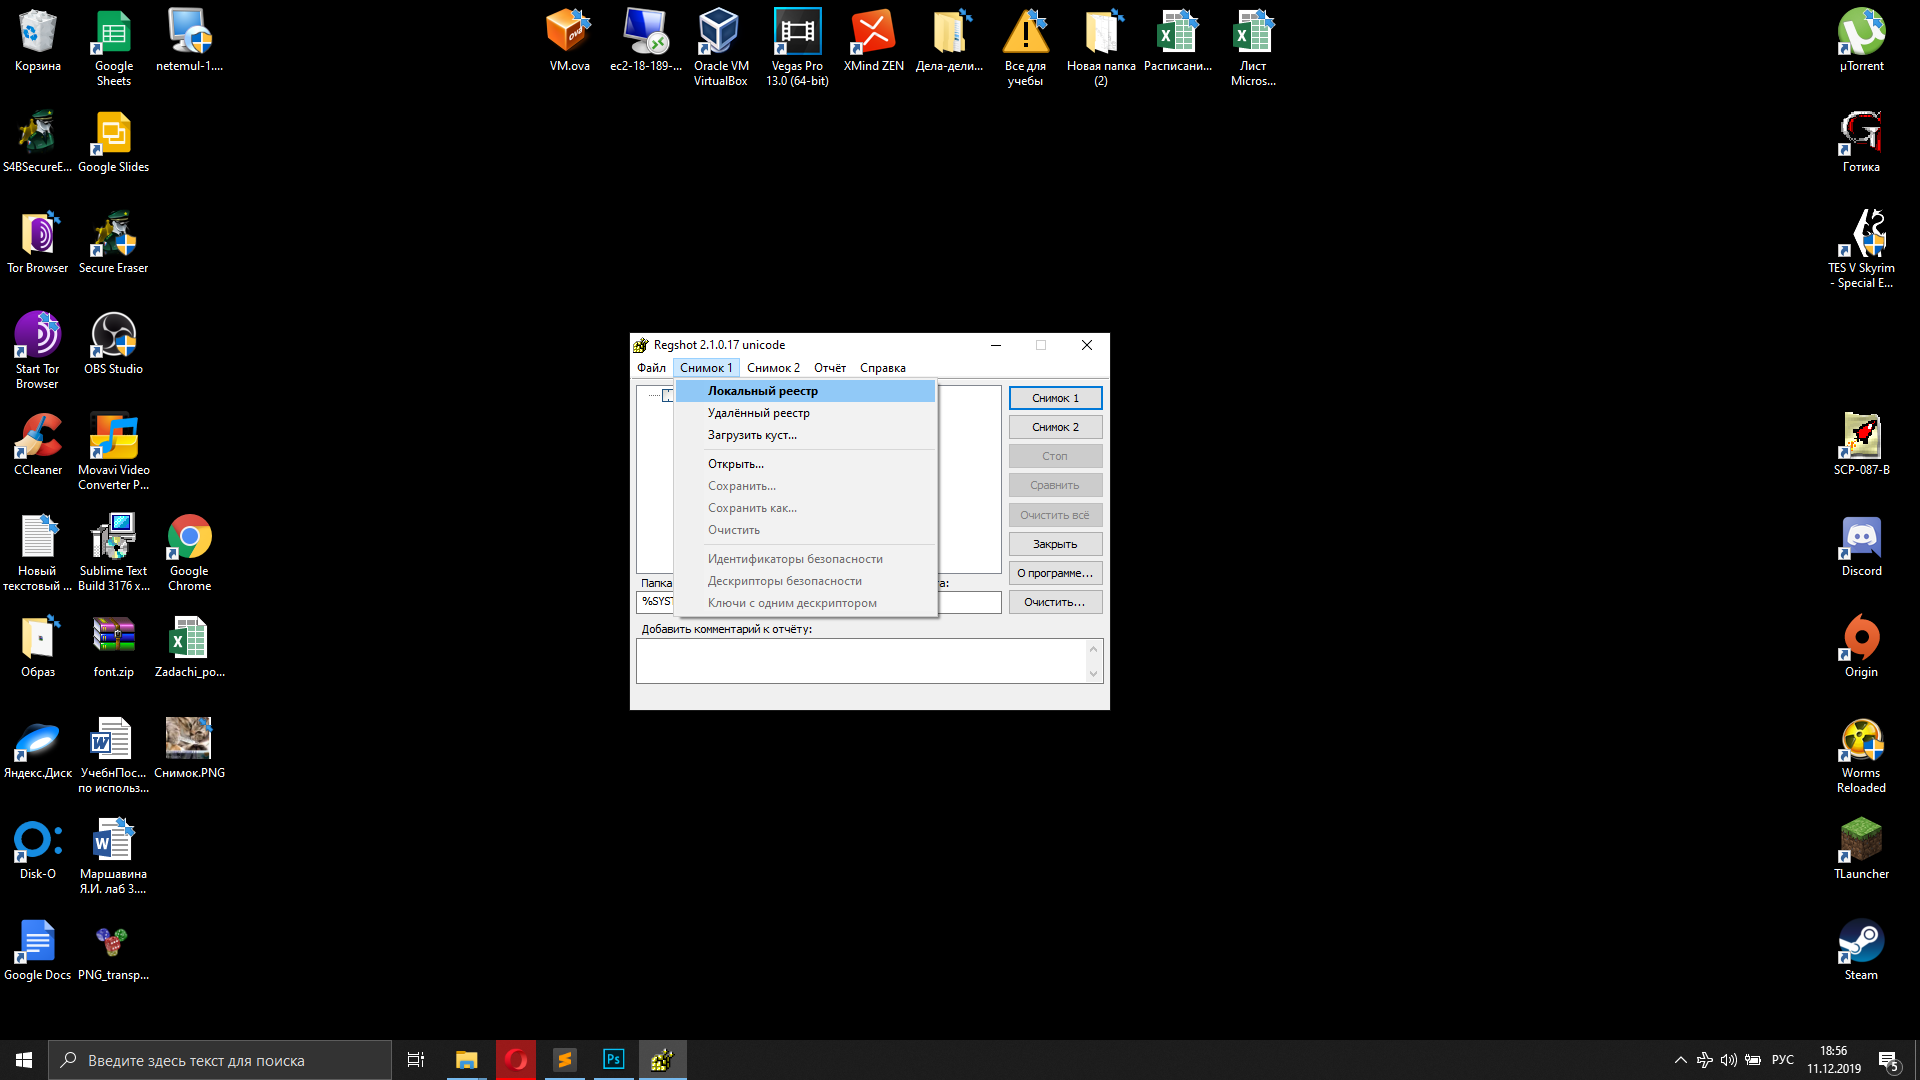 Корзина
Google
Sheets
netemul-1....
VM.ova
ec2-18-189-...
Oracle VM
VirtualBox
Vegas Pro
13.0 (64-bit)
XMind ZEN
Дела-дели...
Все для
учебы
Новая папка
(2)
Расписани...
Лист
Micros...
µTorrent
S4BSecureE...
Google Slides
Готика
Tor Browser
Secure Eraser
TES V Skyrim
- Special E...
Start Tor
Browser
OBS Studio
CCleaner
Movavi Video
Converter P...
SCP-087-B
Новый
текстовый ...
Sublime Text
Build 3176 x...
Google
Chrome
Discord
Образ
font.zip
Zadachi_po...
Origin
Яндекс.Диск
УчебнПос...
по использ...
Снимок.PNG
Worms
Reloaded
Disk-O
Маршавина
Я.И. лаб 3....
TLauncher
Google Docs
PNG_transp...
Steam
Regshot 2.1.0.17 unicode
Файл Снимок 1 Снимок 2 Отчёт Справка
Локальный реестр
Удалённый реестр
Загрузить куст...
Открыть...
Сохранить...
Сохранить как...
Очистить
Идентификаторы безопасности
Дескрипторы безопасности
Ключи с одним дескриптором
Снимок 1
Снимок 2
Стоп
Сравнить
Очистить всё
Закрыть
О программе...
Очистить...
Папка
а:
%SYST
Добавить комментарий к отчёту:
Введите здесь текст для поиска
Ps
РУС
18:56
11.12.2019
5